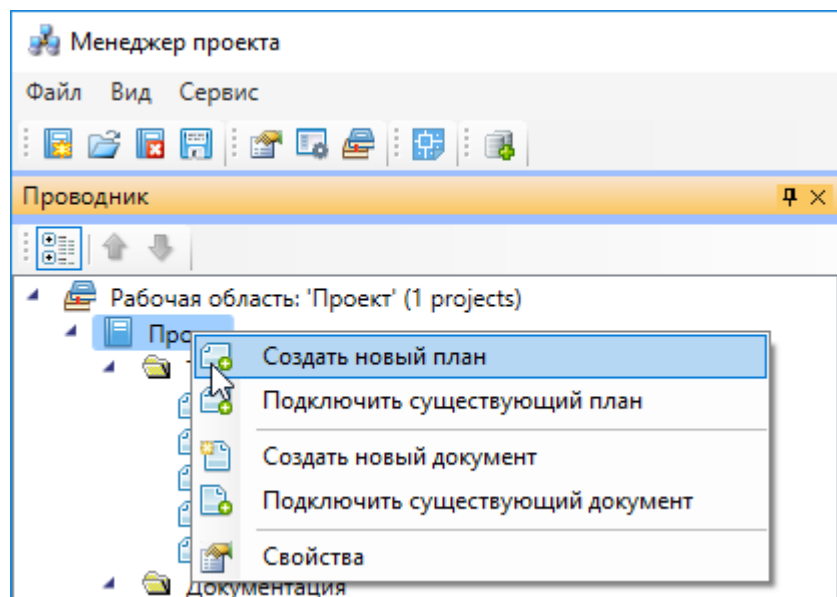 Менеджер проекта
Файл Вид Сервис
Проводник
Рабочая область: 'Проект' (1 projects)
Создать новый план
Подключить существующий план
Создать новый документ
Подключить существующий документ
Свойства
Документация